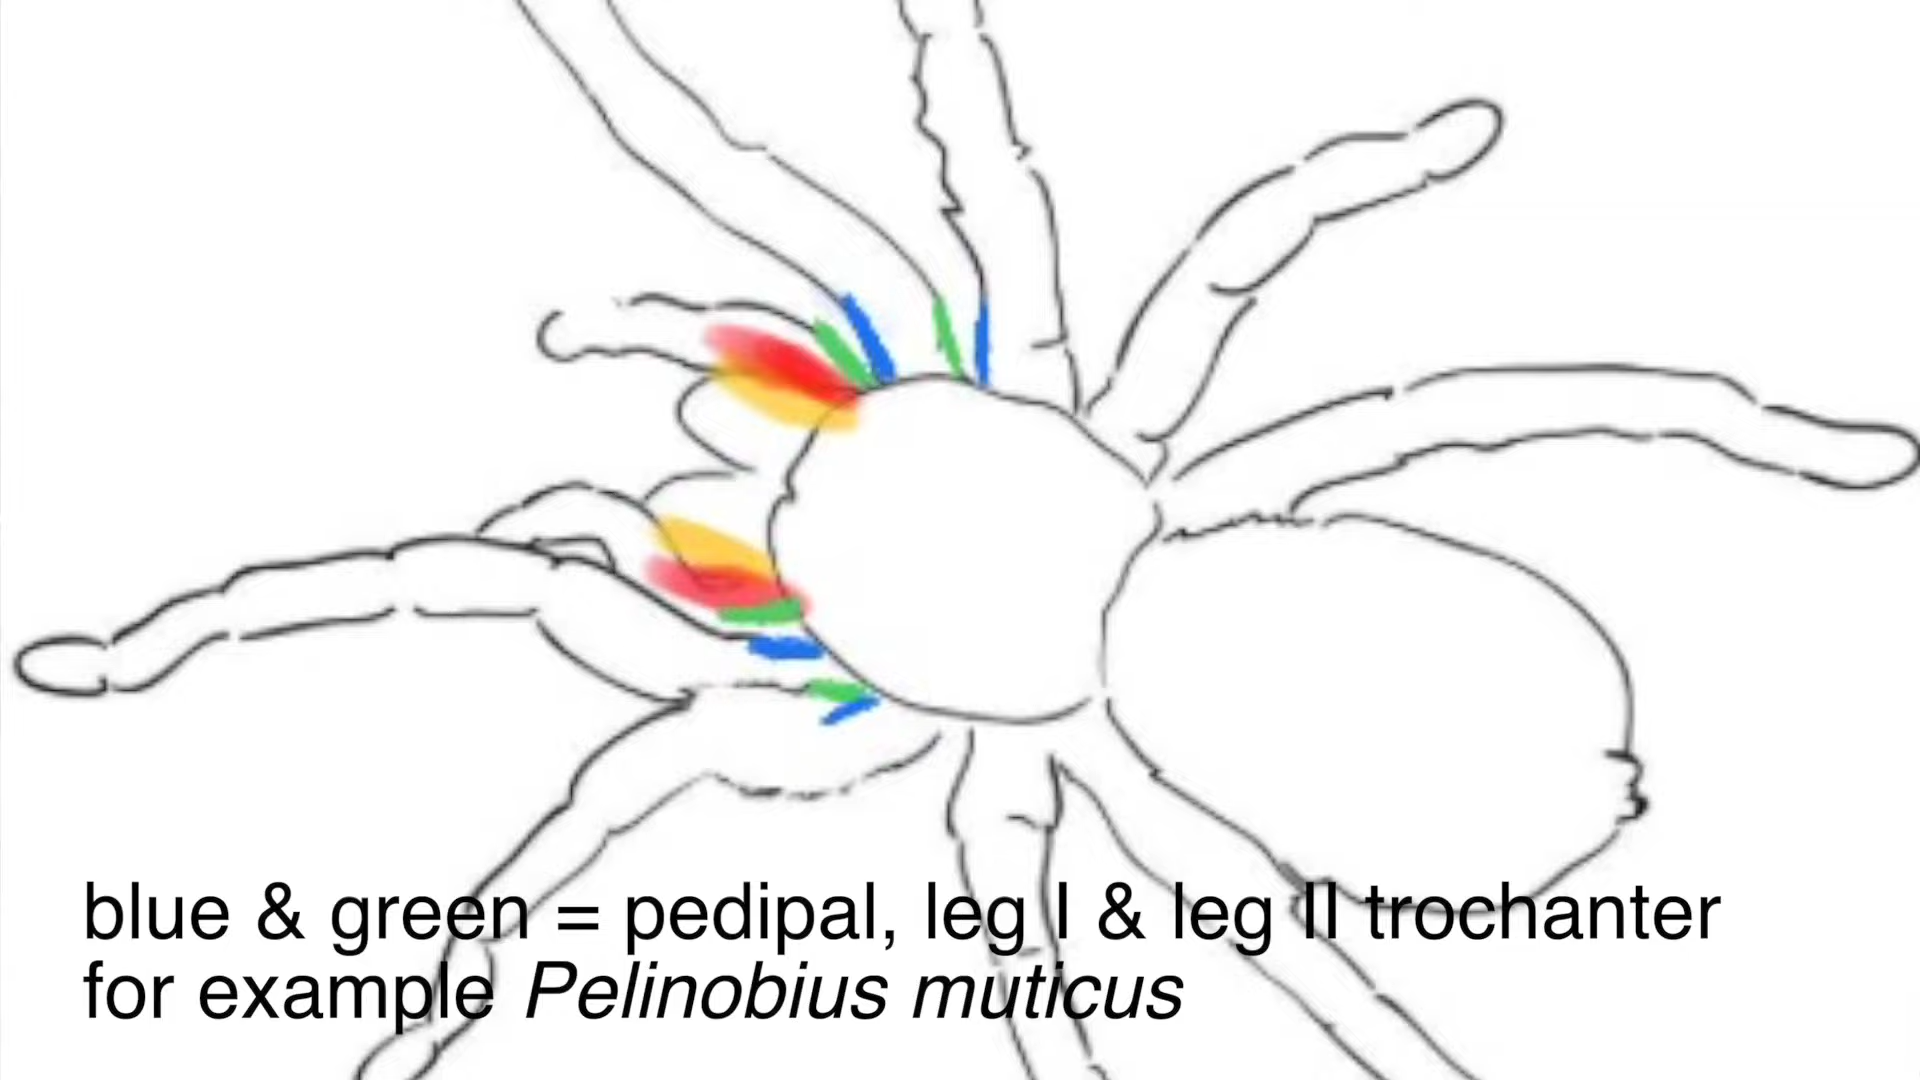 blue & green = pedipal, leg I & leg II trochanter
for example Pelinobius muticus